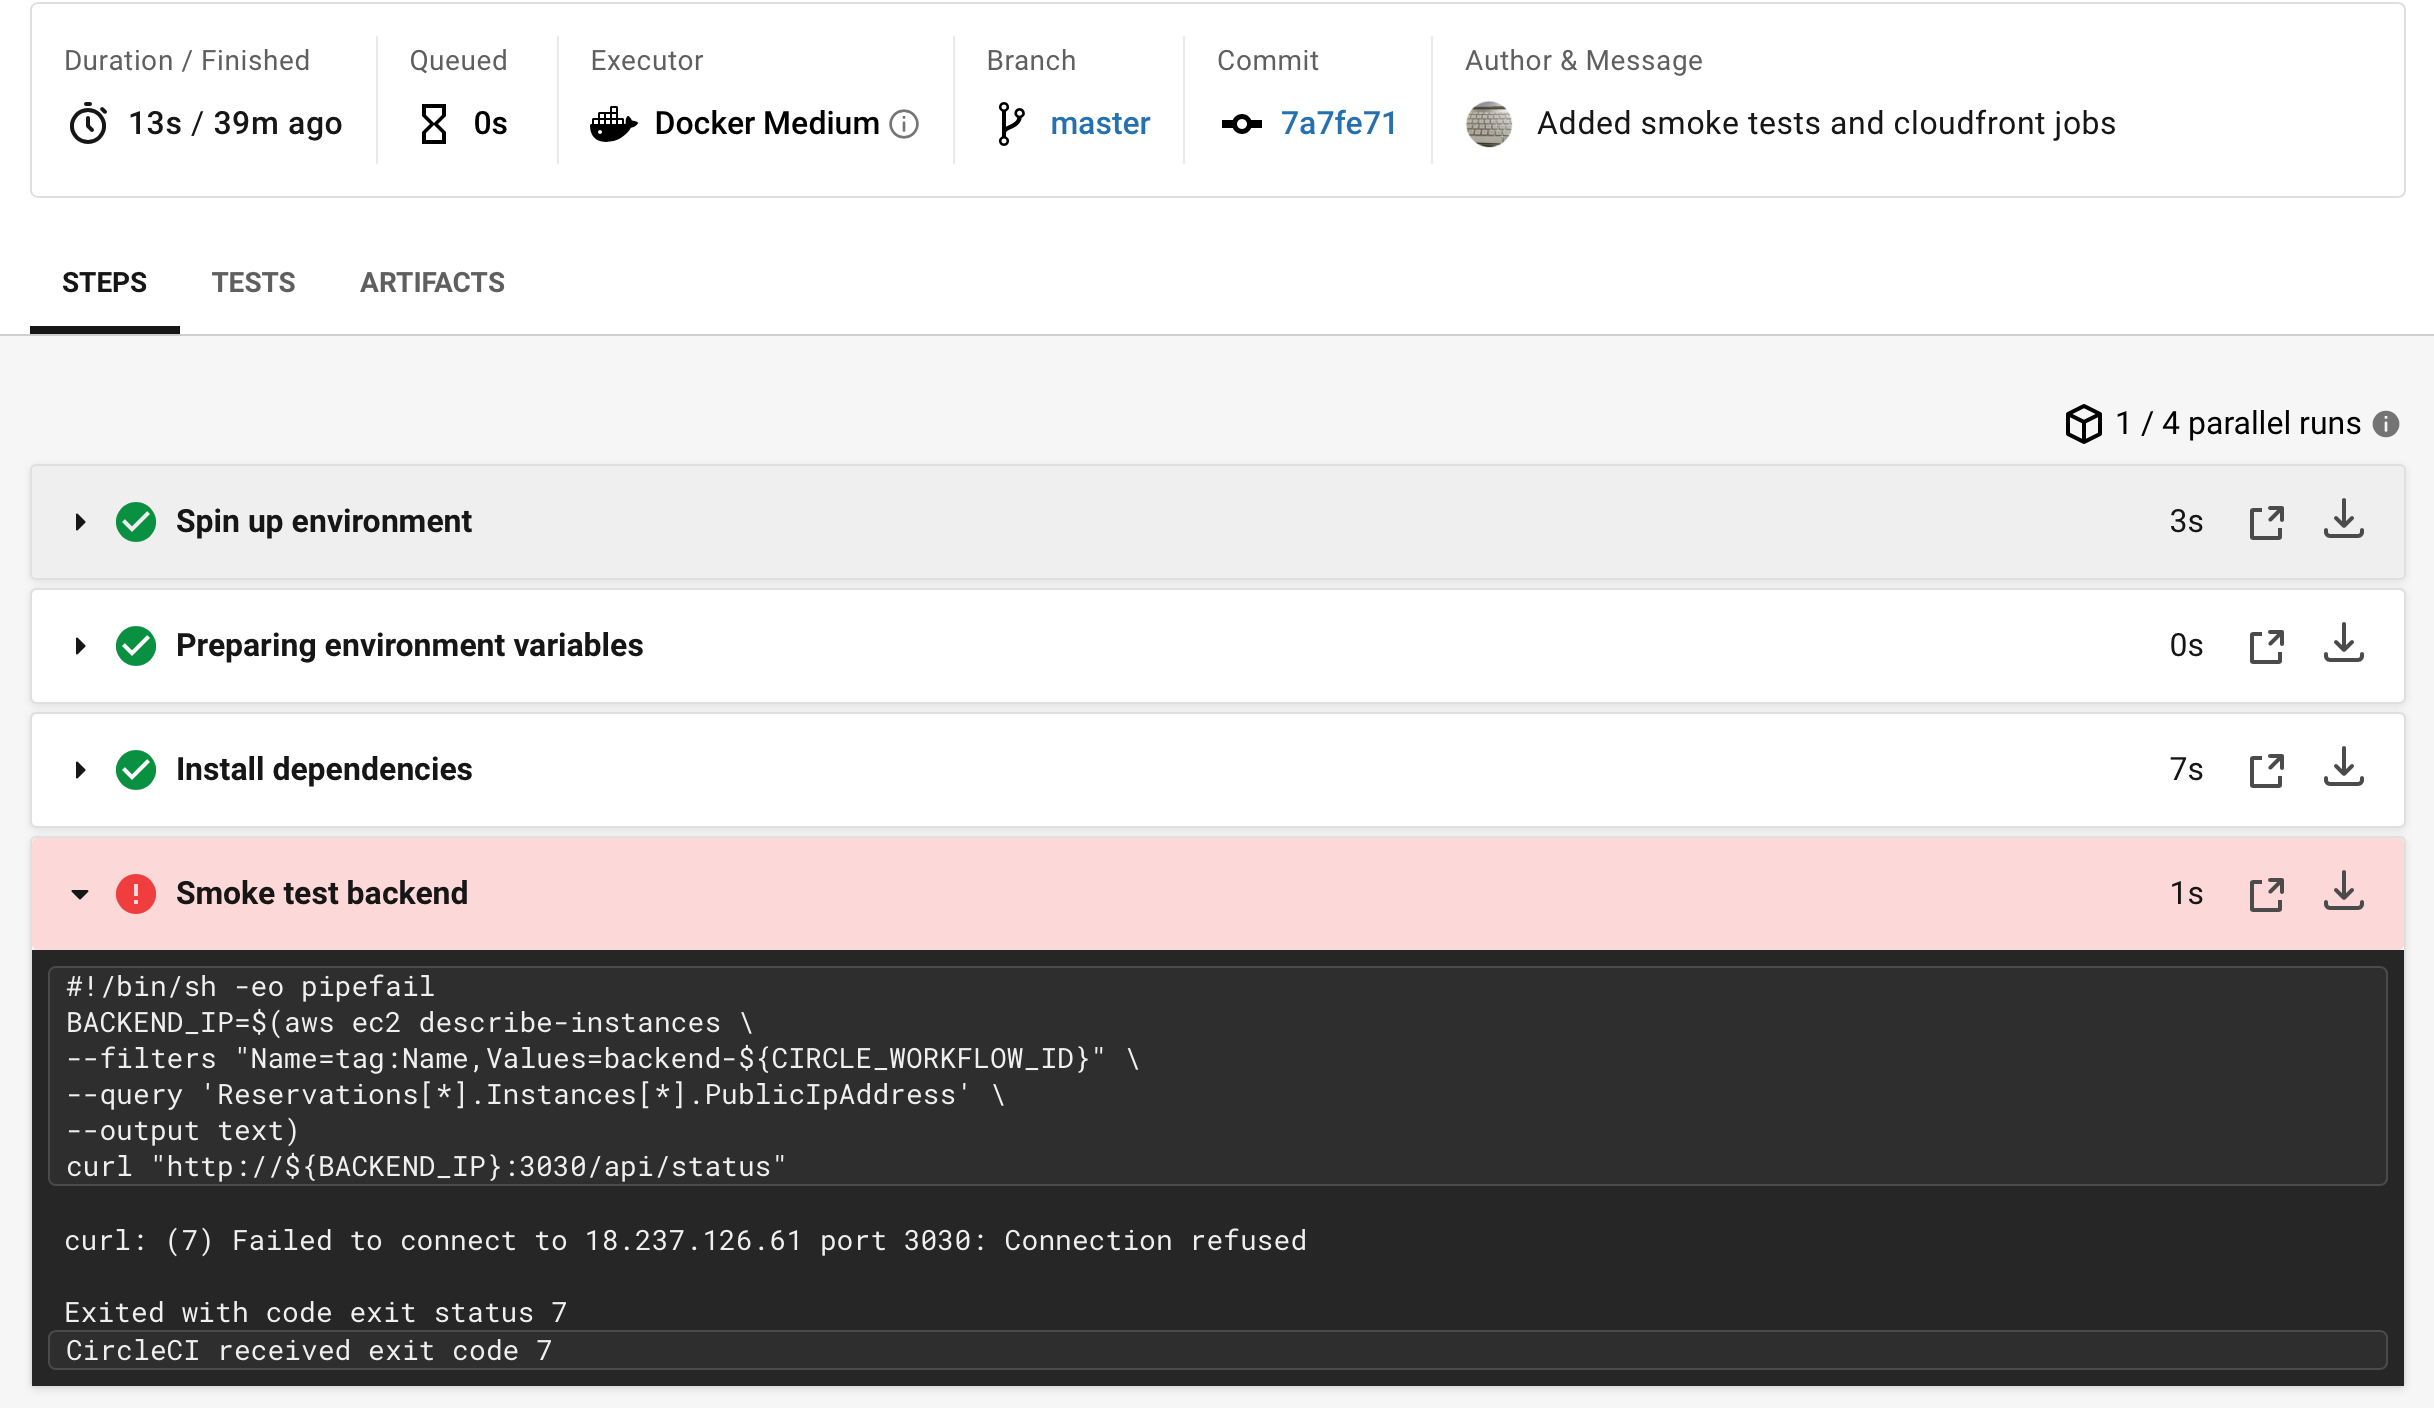 Duration / Finished
13s / 39m ago
Queued
0s
Executor
Docker Medium
Branch
master
Commit
7a7fe71
Author & Message
Added smoke tests and cloudfront jobs
STEPS
TESTS
ARTIFACTS
1 / 4 parallel runs
Spin up environment
3s
Preparing environment variables
0s
Install dependencies
7s
Smoke test backend
1s
#!/bin/sh -eo pipefail
BACKEND_IP=$(aws ec2 describe-instances \
--filters "Name=tag:Name,Values=backend-${CIRCLE_WORKFLOW_ID}" \
--query 'Reservations[*].Instances[*].PublicIpAddress' \
--output text)
curl "http://${BACKEND_IP}:3030/api/status"
curl: (7) Failed to connect to 18.237.126.61 port 3030: Connection refused
Exited with code exit status 7
CircleCI received exit code 7